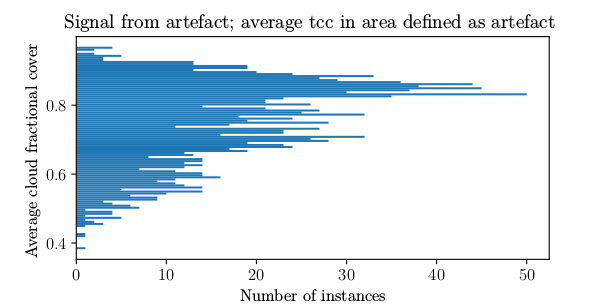 Signal from artefact; average tcc in area defined as artefact
Average cloud fractional cover
0.8
0.6
0.4
0 10 20 30 40 50
Number of instances